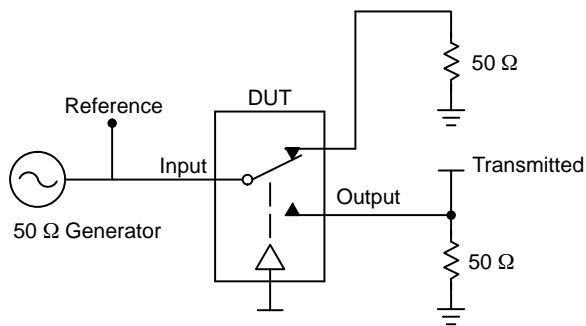 50 Ω
DUT
Reference
Input
Transmitted
Output
50 Ω Generator
50 Ω